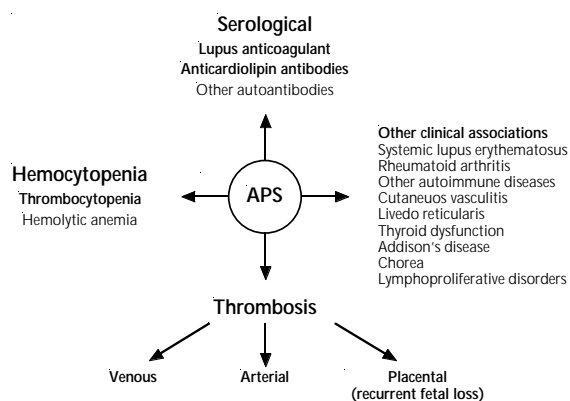 Serological
Lupus anticoagulant
Anticardiolipin antibodies
Other autoantibodies
Hemocytopenia
Thrombocytopenia
Hemolytic anemia
APS
Other clinical associations
Systemic lupus erythematosus
Rheumatoid arthritis
Other autoimmune diseases
Cutaneuos vasculitis
Livedo reticularis
Thyroid dysfunction
Addison's disease
Chorea
Lymphoproliferative disorders
Thrombosis
Venous
Arterial
Placental
(recurrent fetal loss)